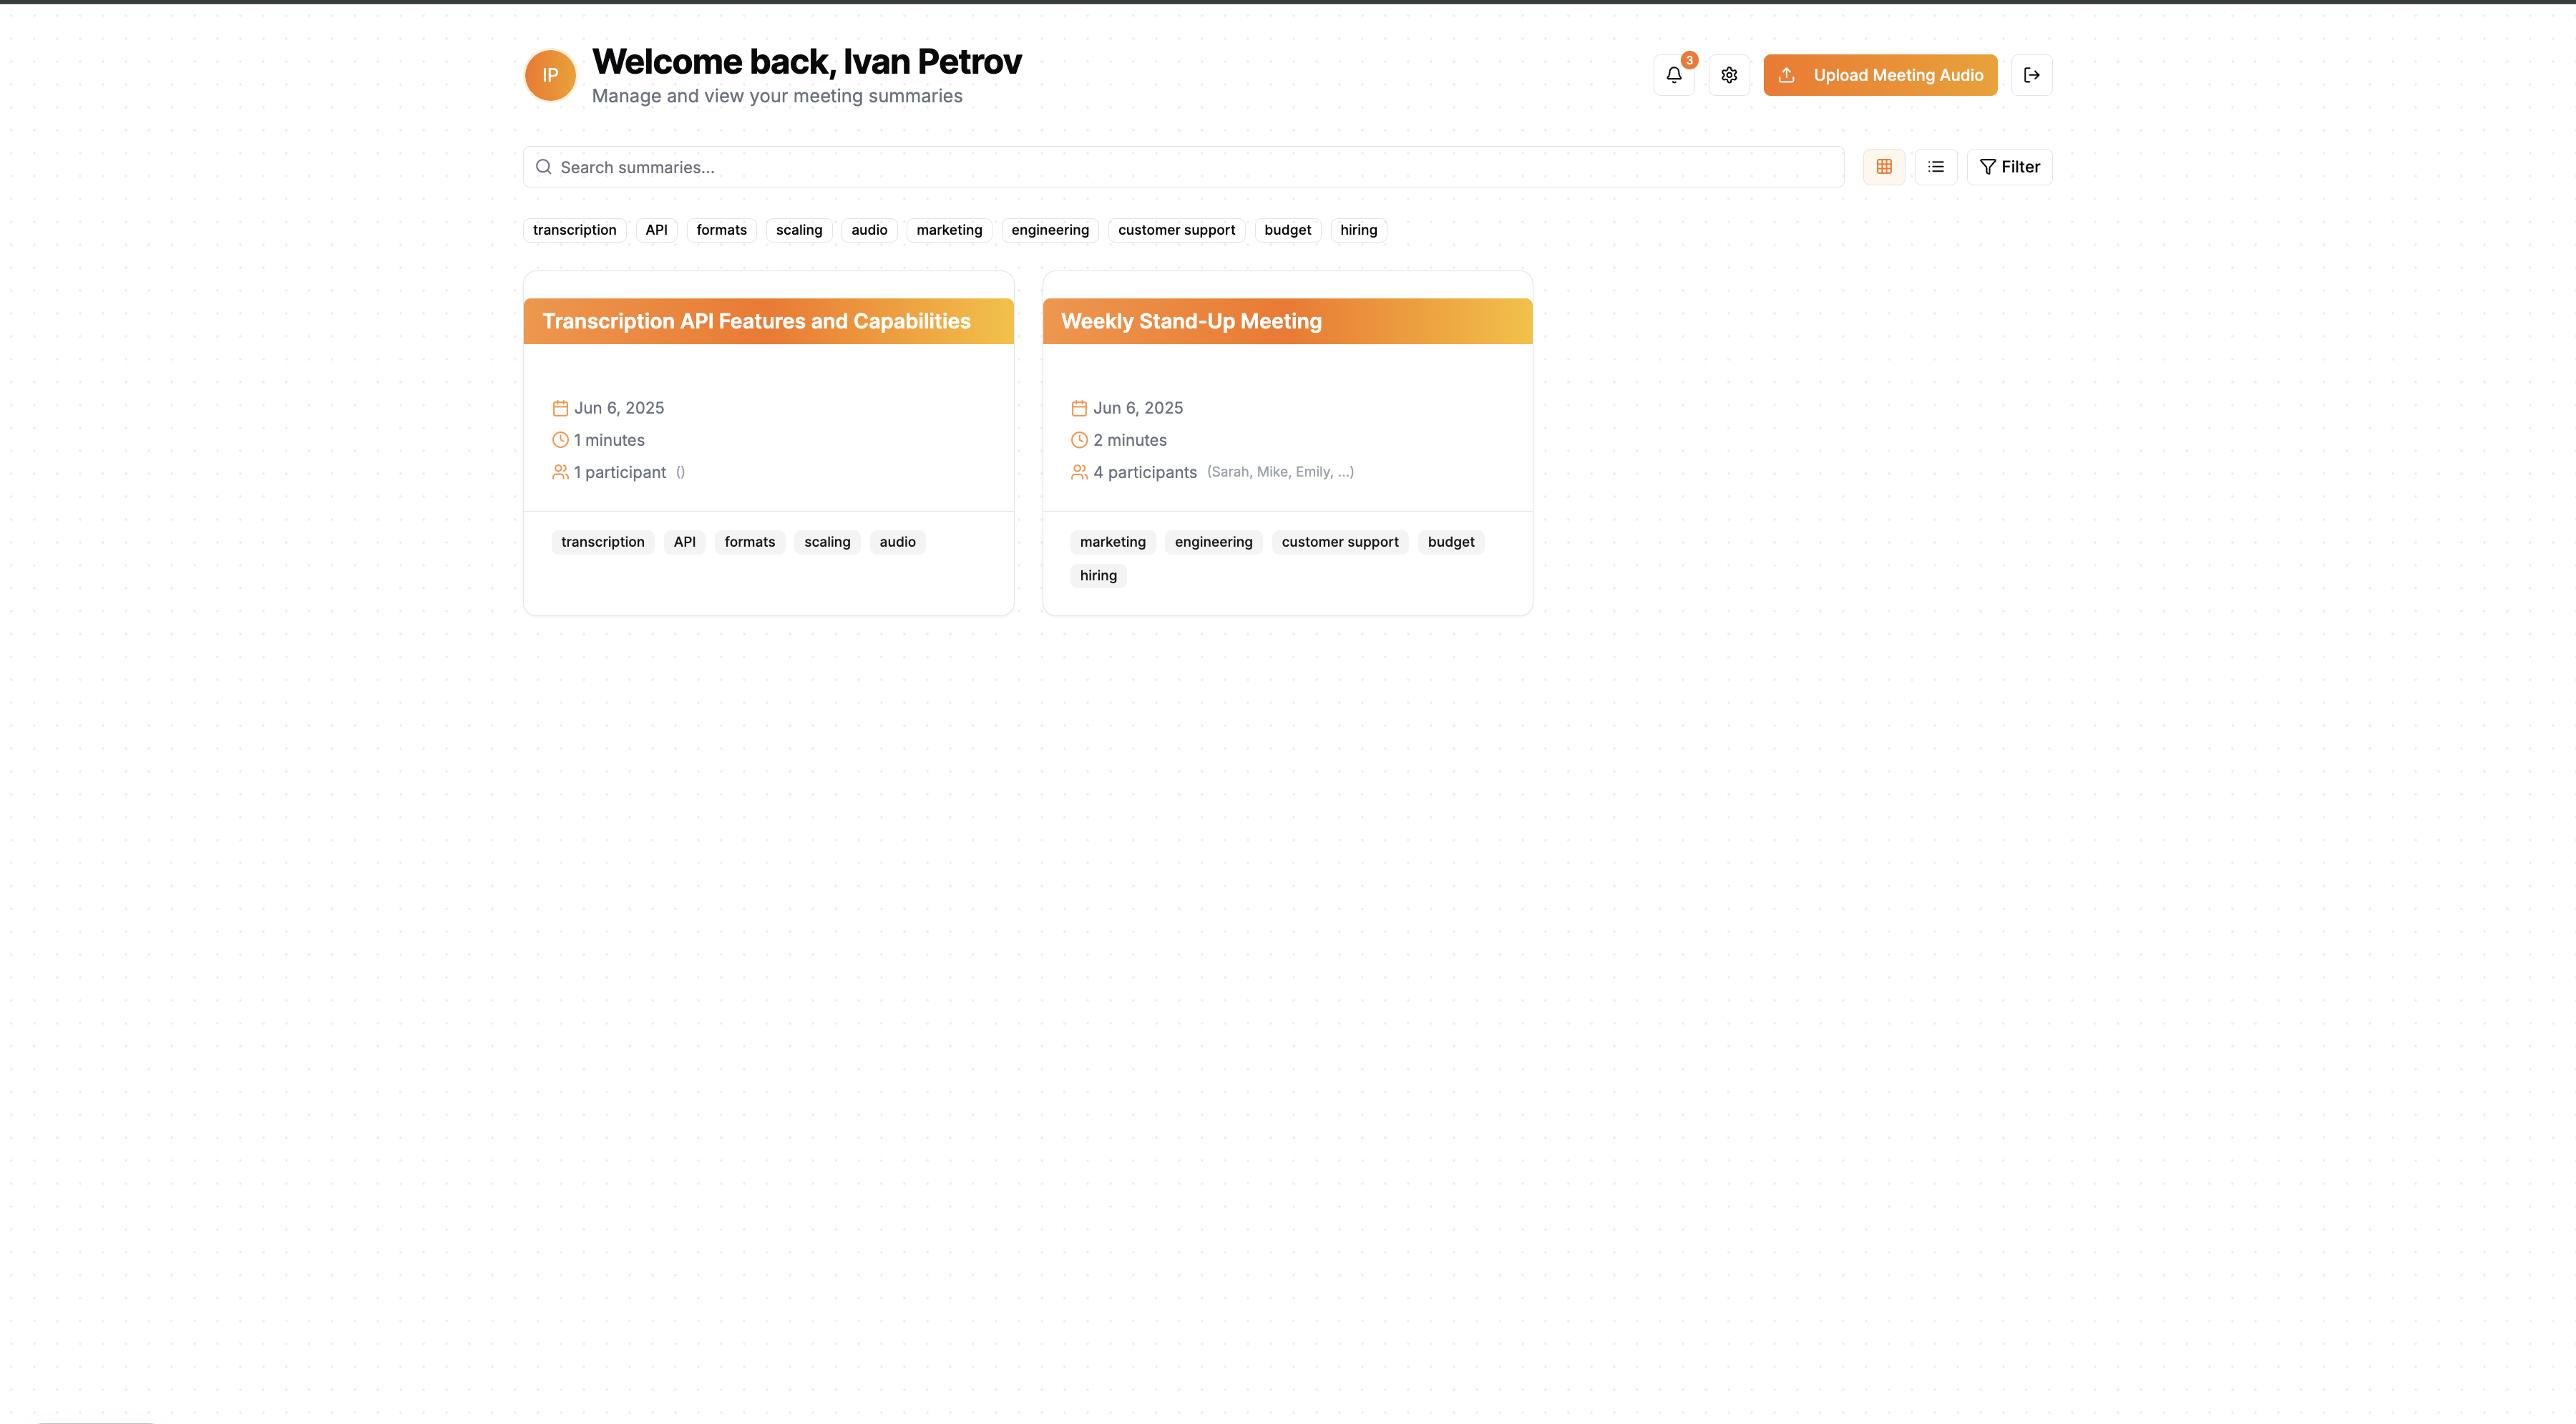 IP
Welcome back, Ivan Petrov
Manage and view your meeting summaries
3
Upload Meeting Audio
Search summaries...
Filter
transcription API formats scaling audio marketing engineering customer support budget hiring
Transcription API Features and Capabilities
Jun 6, 2025
1 minutes
1 participant ()
transcription API formats scaling audio
Weekly Stand-Up Meeting
Jun 6, 2025
2 minutes
4 participants (Sarah, Mike, Emily, ...)
marketing engineering customer support budget
hiring